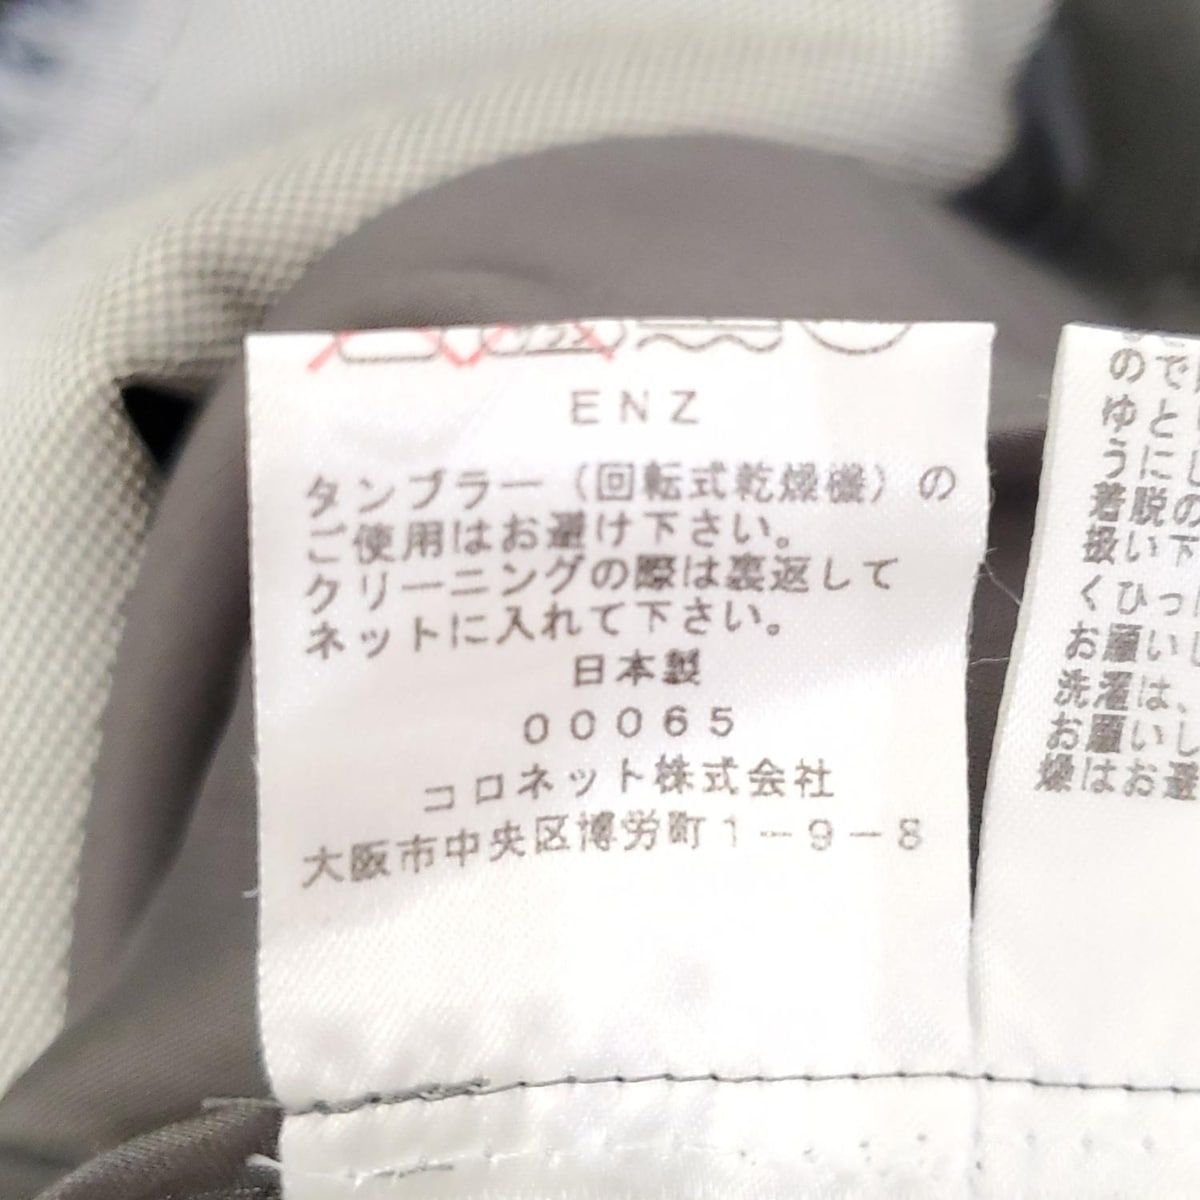 ENZ
タンブラー（回転式乾燥機）の
ご使用はお避け下さい。
クリーニングの際は裏返して
ネットに入れて下さい。
日本製
00065
コロネット株式会社
大阪市中央区博労町1－9－8
ので
ゆと
うにし
着脱の
扱い下
くひっ
お願いし
洗濯は、
お願いし
燥はお避